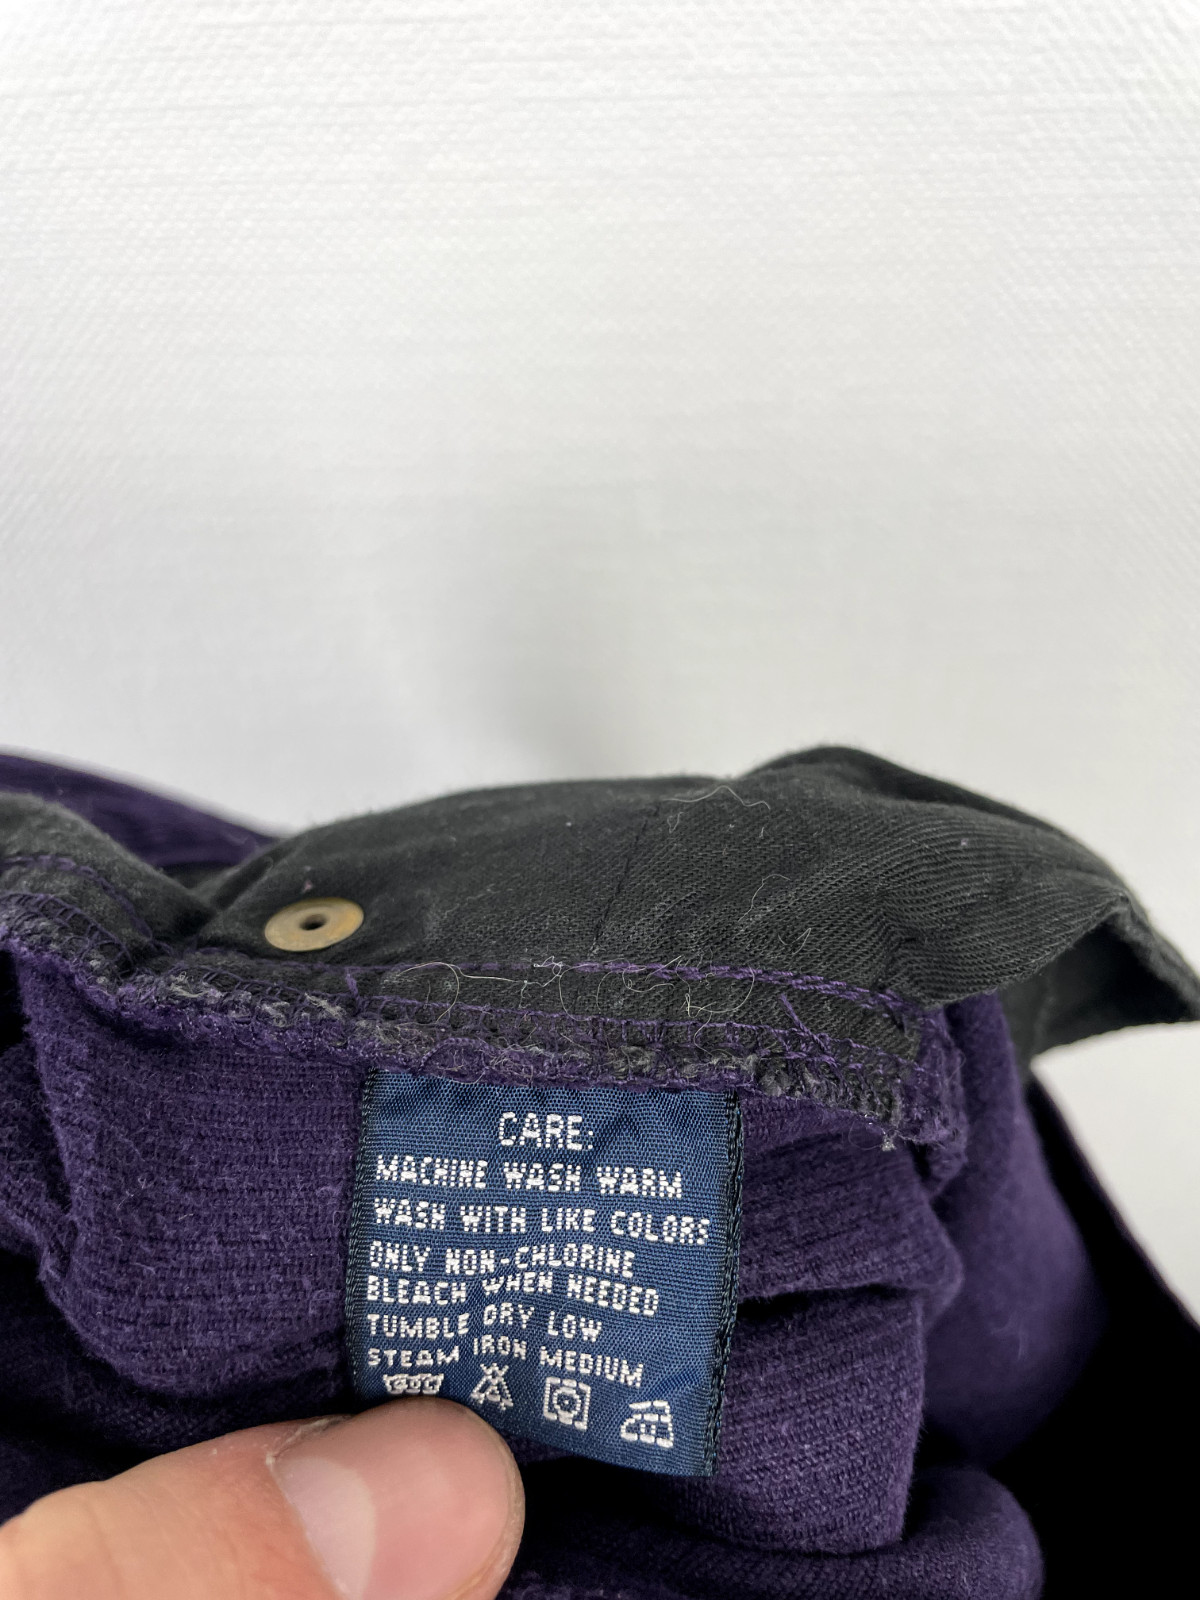 CARE:
MACHINE WASH WARM
WASH WITH LIKE COLORS
ONLY NON-CHLORINE
BLEACH WHEN NEEDED
TUMBLE DRY LOW
STEAM IRON MEDIUM